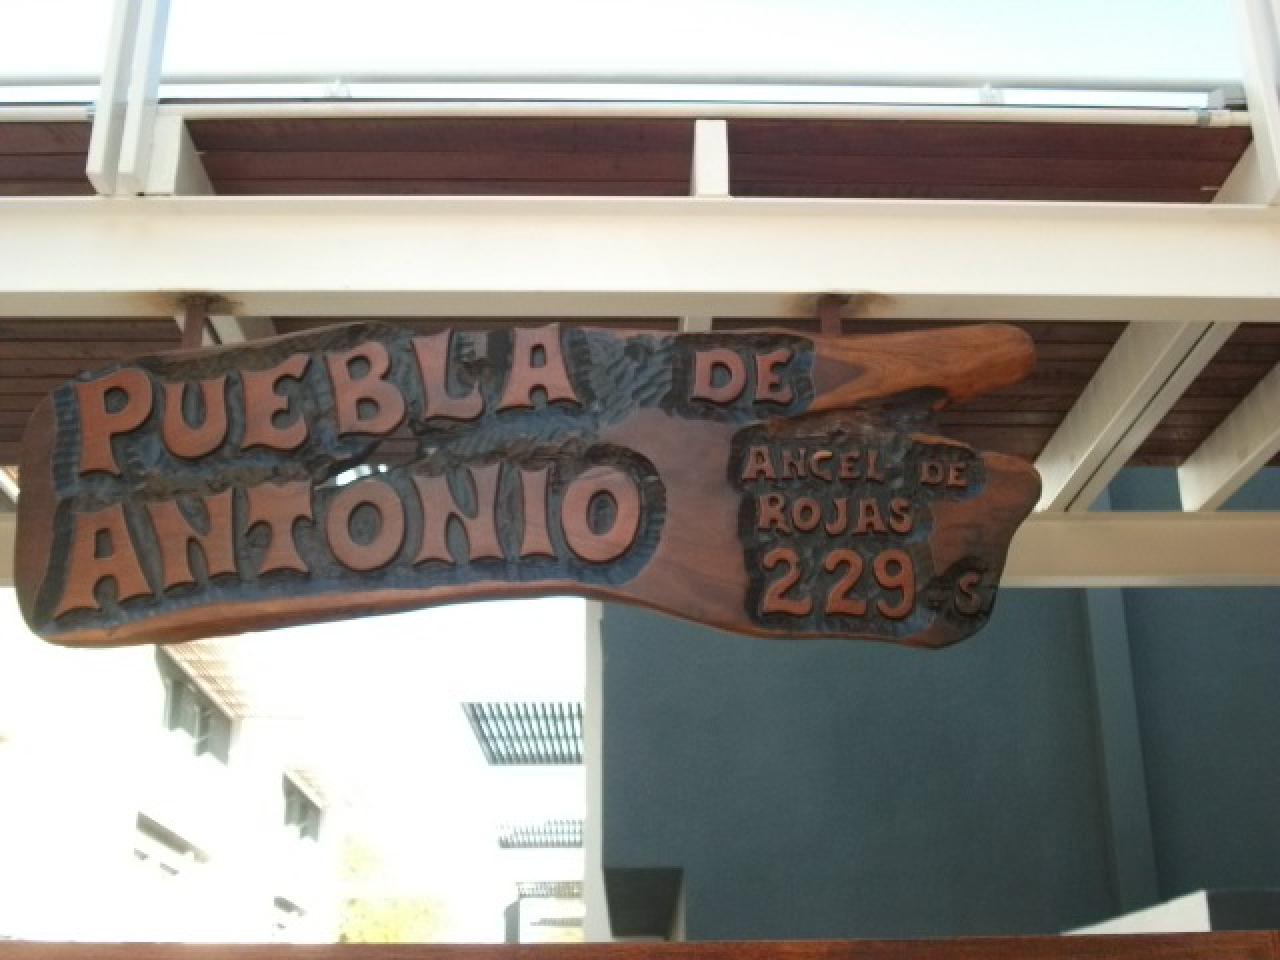 PUEBLA DE
ANTONIO
ANGEL DE
ROJAS
229-S